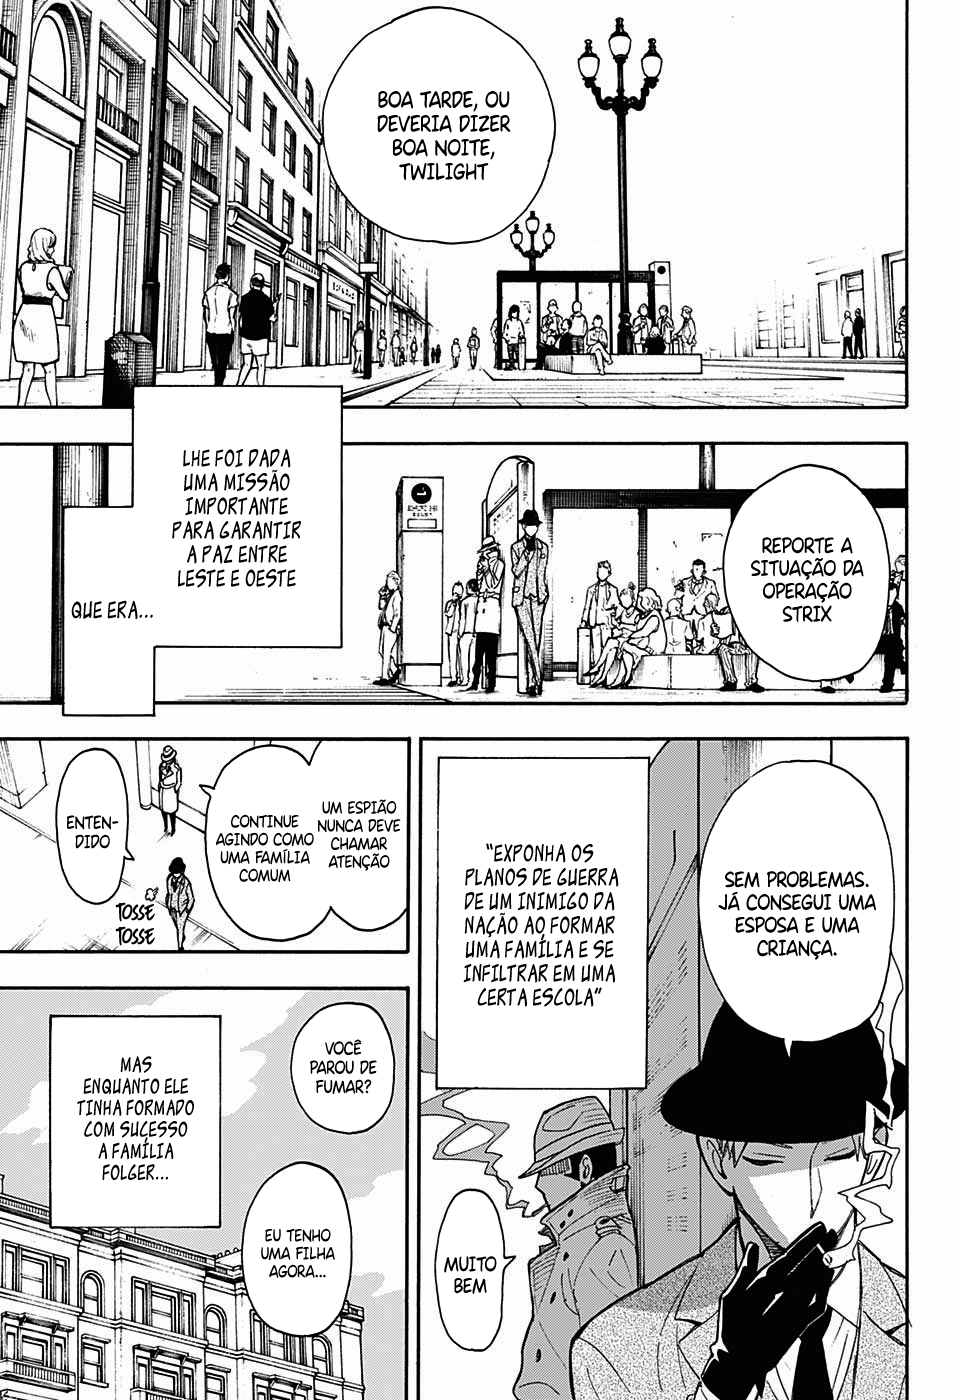 BOA TARDE, OU
DEVERIA DIZER
BOA NOITE,
TWILIGHT
REPORTE A
SITUAÇÃO DA
OPERAÇÃO
STRIX
LHE FOI DADA
UMA MISSÃO
IMPORTANTE
PARA GARANTIR
A PAZ ENTRE
LESTE E OESTE
QUE ERA...
SEM PROBLEMAS.
JÁ CONSEGUI UMA
ESPOSA E UMA
CRIANÇA.
"EXPONHA OS
PLANOS DE GUERRA
DE UM INIMIGO DA
NAÇÃO AO FORMAR
UMA FAMÍLIA E SE
INFILTRAR EM UMA
CERTA ESCOLA"
MUITO
BEM
UM ESPIÃO
NUNCA DEVE
CHAMAR
ATENÇÃO
CONTINUE
AGINDO COMO
UMA FAMÍLIA
COMUM
ENTEN-
DIDO
TOSSE
TOSSE
VOCÊ
PAROU DE
FUMAR?
MAS
ENQUANTO ELE
TINHA FORMADO
COM SUCESSO
A FAMÍLIA
FOLGER...
EU TENHO
UMA FILHA
AGORA...